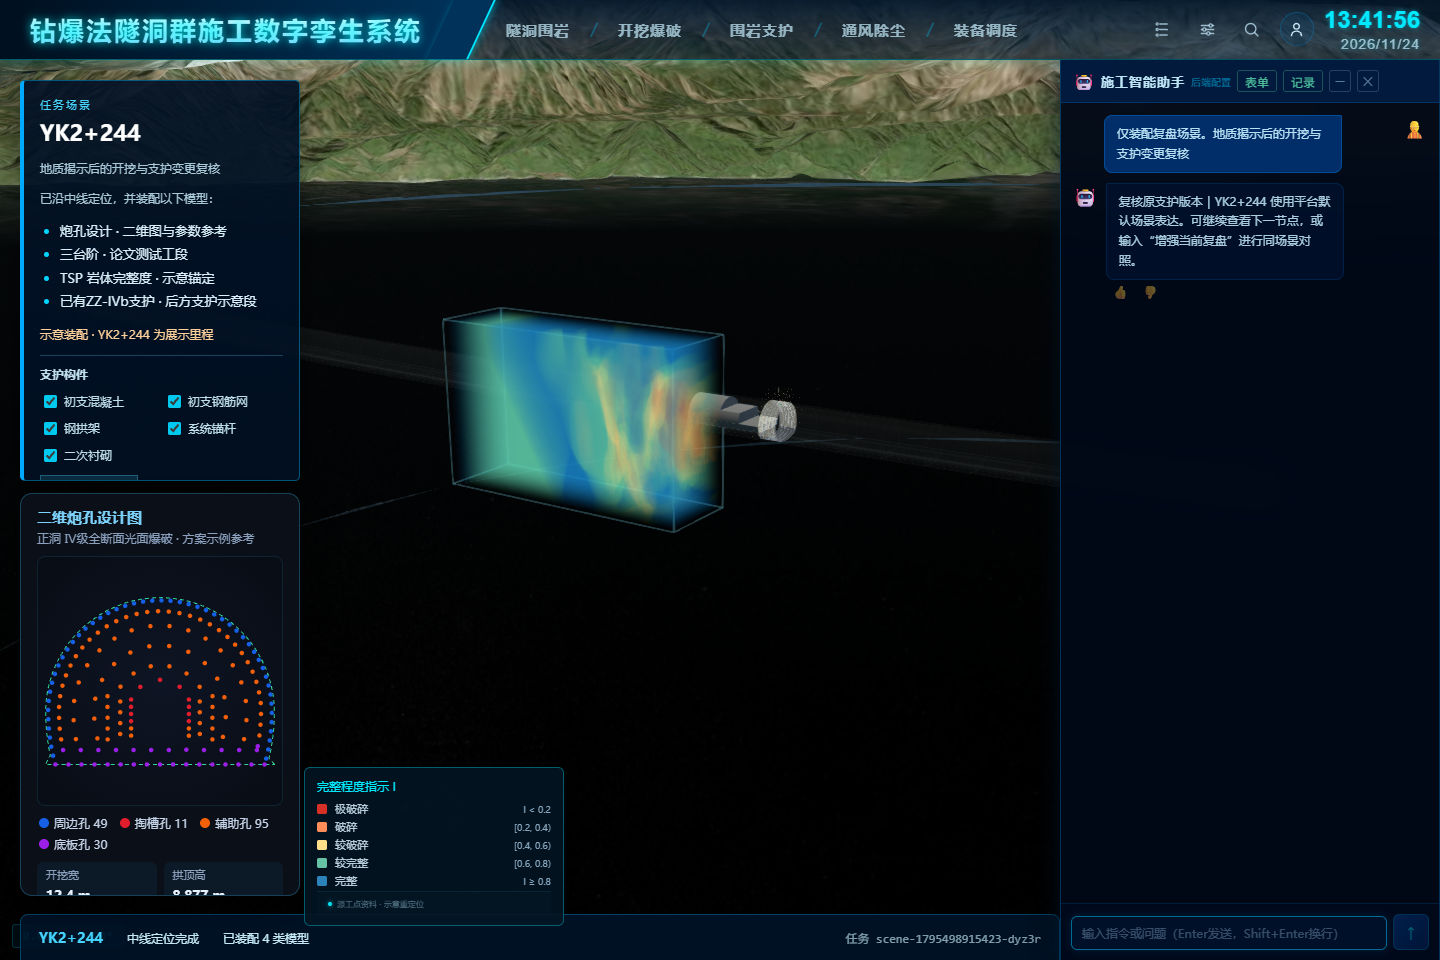 钻爆法隧洞群施工数字孪生系统
隧洞围岩 / 开挖爆破 / 围岩支护 / 通风除尘 / 装备调度
13:41:56
2026/11/24
任务场景
YK2+244
地质揭示后的开挖与支护变更复核
已沿中线定位，并装配以下模型：
炮孔设计 · 二维图与参数参考
三台阶 · 论文测试工段
TSP 岩体完整度 · 示意锚定
已有ZZ-IVb支护 · 后方支护示意段
示意装配 · YK2+244 为展示里程
支护构件
初支混凝土 初支钢筋网
钢拱架 系统锚杆
二次衬砌
二维炮孔设计图
正洞 IV级全断面光面爆破 · 方案示例参考
周边孔 49 掏槽孔 11 辅助孔 95
底板孔 30
开挖宽 拱顶高
12.4 m 8.877 m
完整程度指示 I
极破碎 I < 0.2
破碎 [0.2, 0.4)
较破碎 [0.4, 0.6)
较完整 [0.6, 0.8)
完整 I ≥ 0.8
源工点资料 · 示意重定位
YK2+244 中线定位完成 已装配 4 类模型
任务 scene-1795498915423-dyz3r
施工智能助手 后端配置 表单 记录
仅装配复盘场景。地质揭示后的开挖与
支护变更复核
复核原支护版本 | YK2+244 使用平台默
认场景表达。可继续查看下一节点，或
输入“增强当前复盘”进行同场景对
照。
输入指令或问题（Enter发送，Shift+Enter换行）